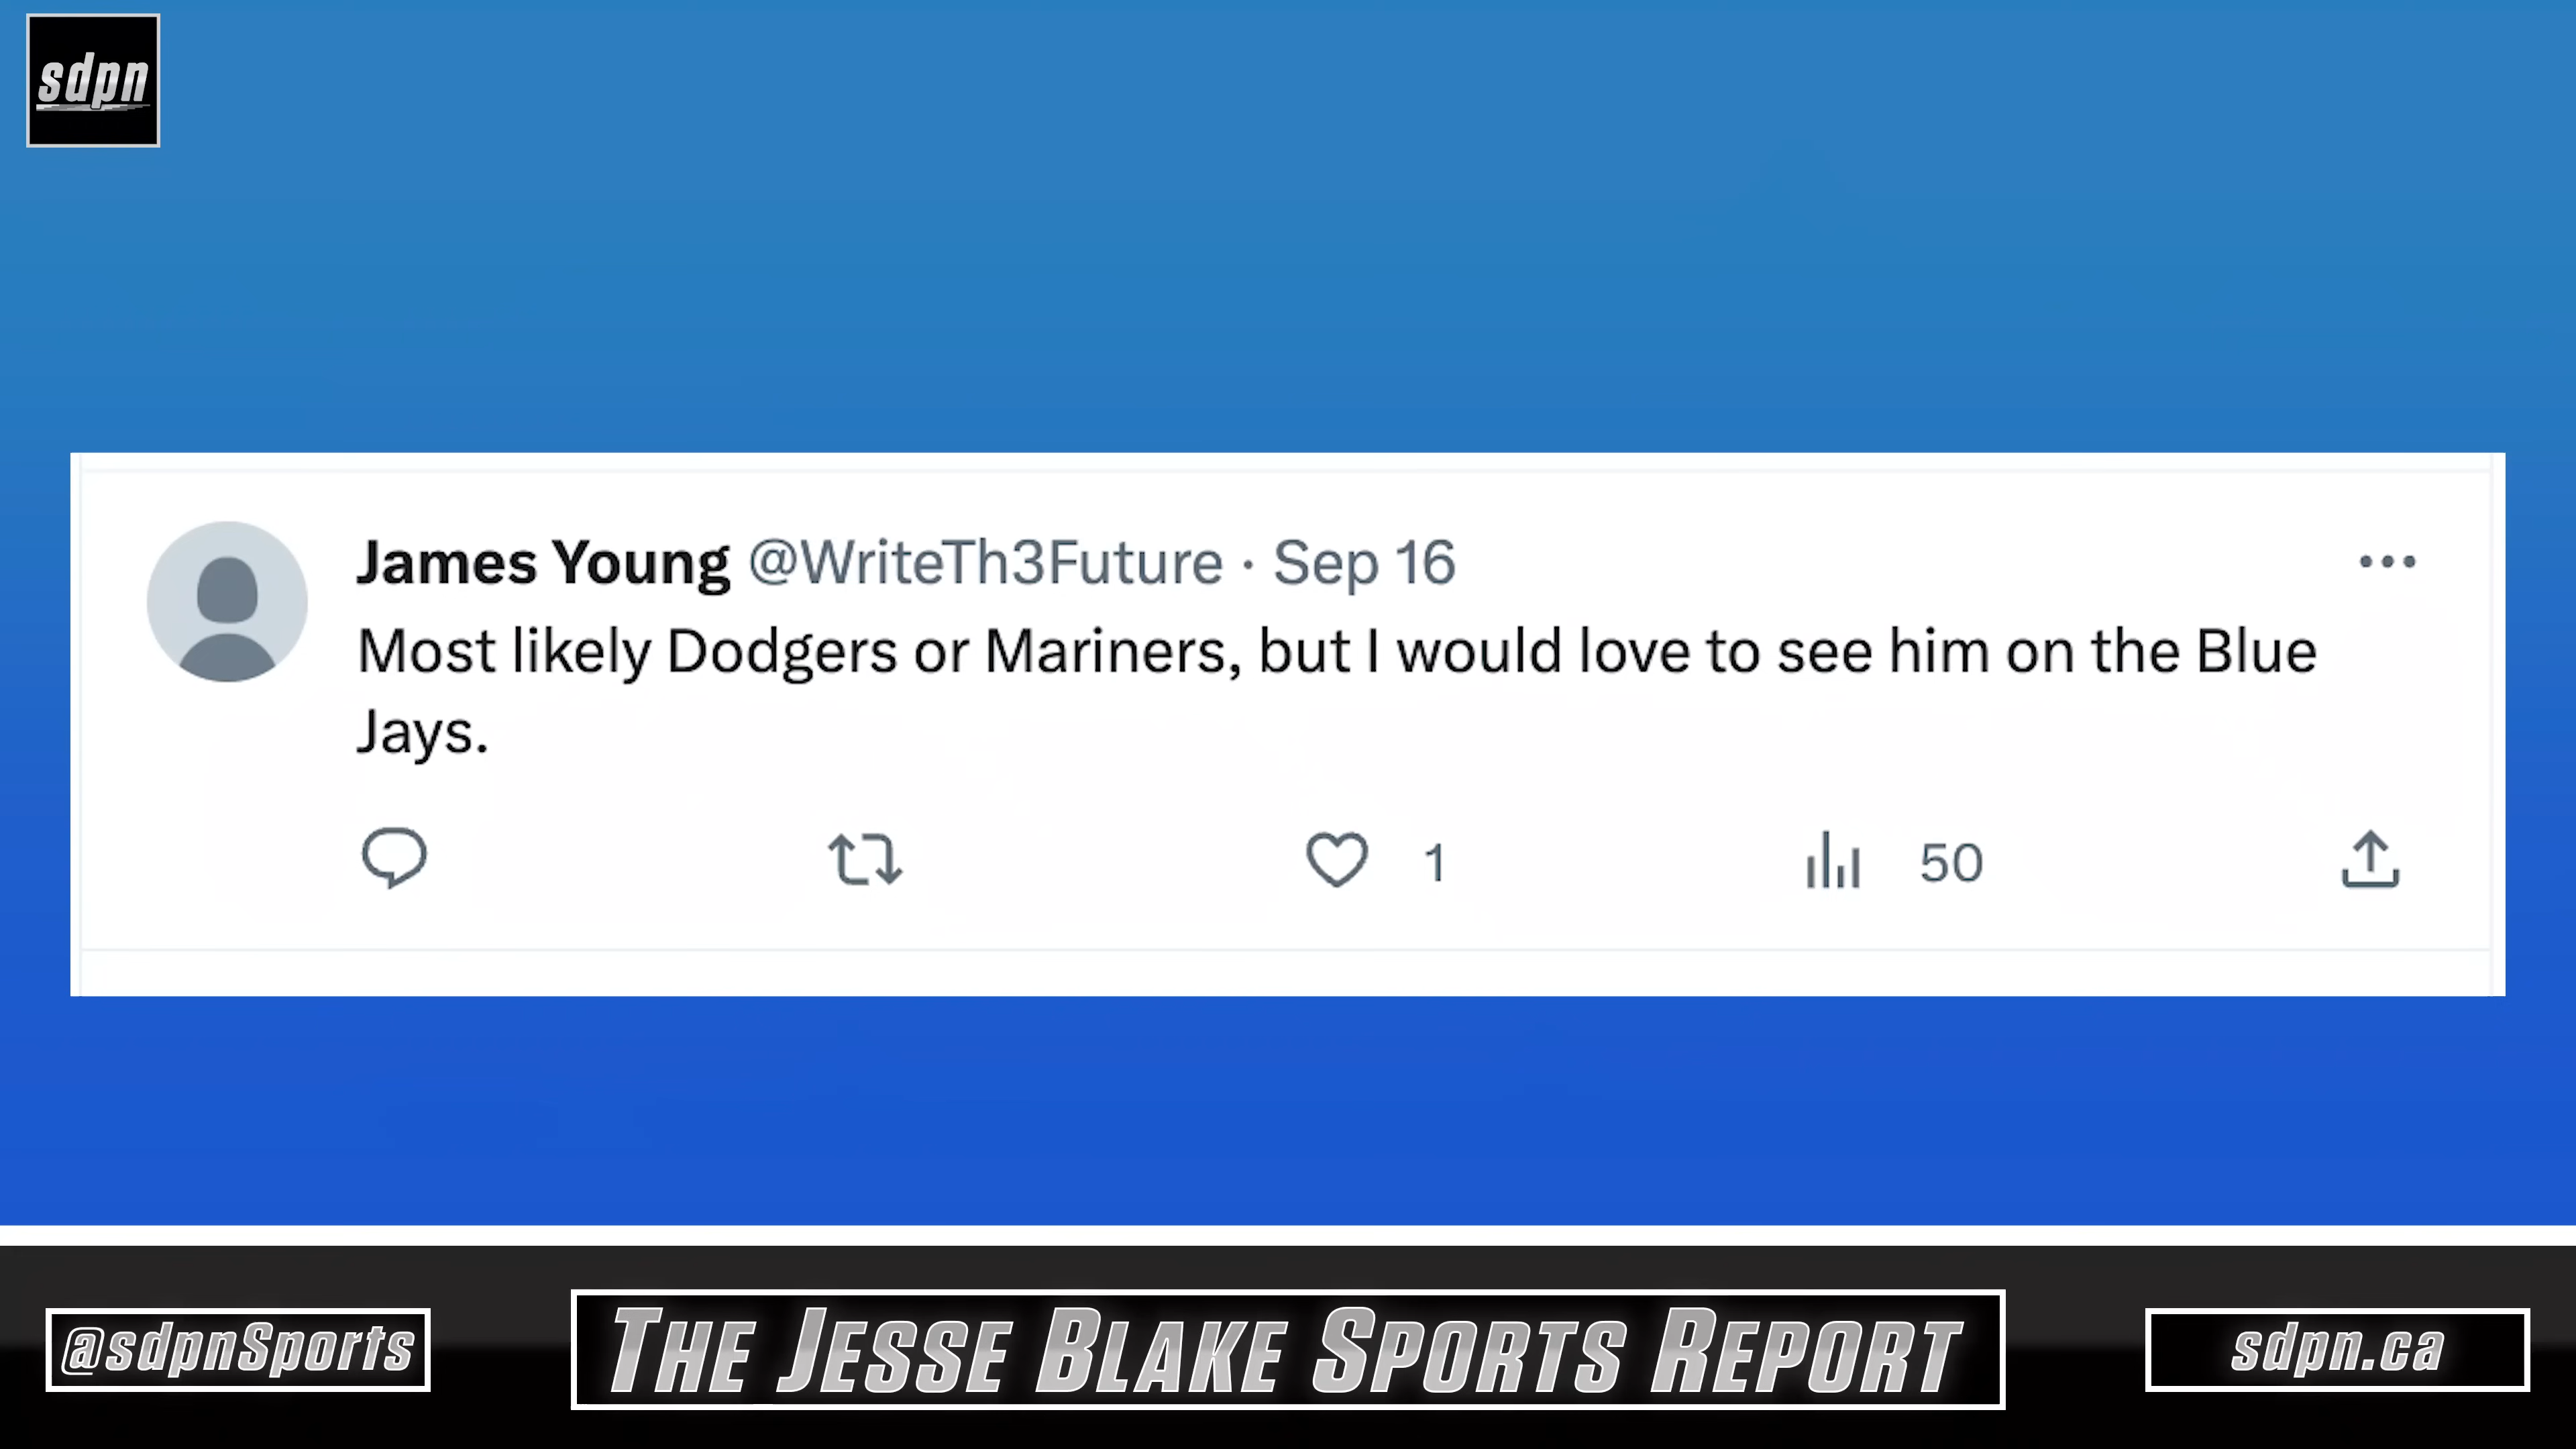 sdpn
James Young @WriteTh3Future · Sep 16
Most likely Dodgers or Mariners, but I would love to see him on the Blue
Jays.
1
50
@sdpnSports
THE JESSE BLAKE SPORTS REPORT
sdpn.ca